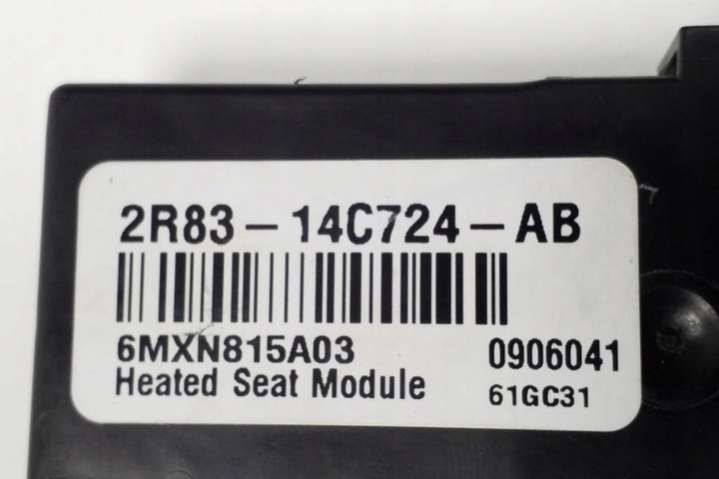 2R83-14C724-AB
6MXN815A03 0906041
Heated Seat Module 61GC31